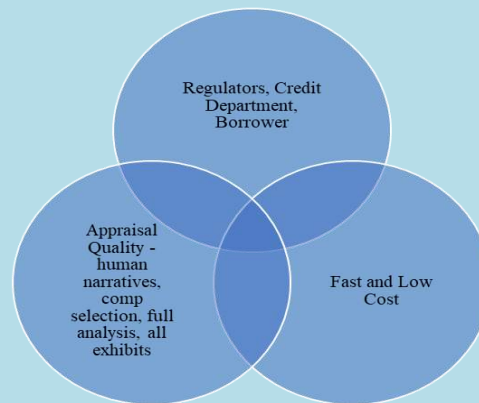 Regulators, Credit
Department,
Borrower
Appraisal
Quality -
human
narratives,
comp
selection, full
analysis, all
exhibits
Fast and Low
Cost